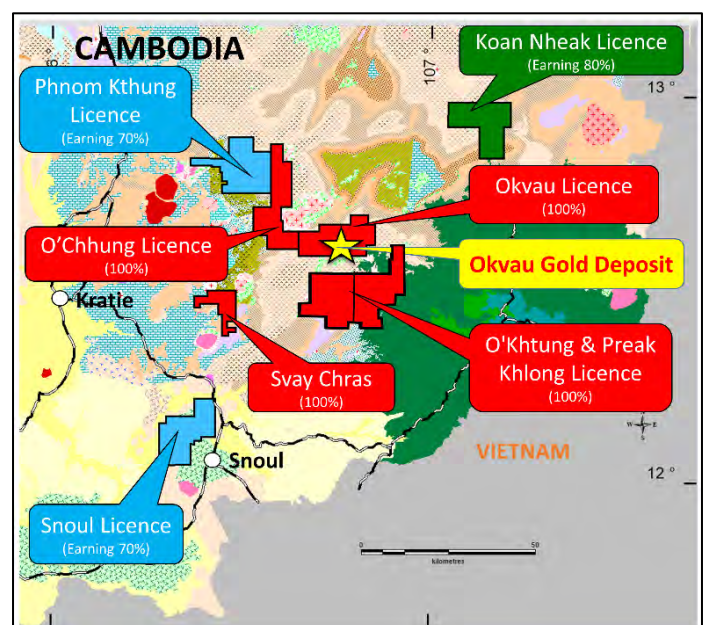 CAMBODIA
107
Koan Nheak Licence
(Earning 80%)
13 °
Phnom Kthung
Licence
(Earning 70%)
Okvau Licence
(100%)
O'Chhung Licence
(100%)
Okvau Gold Deposit
Kratie
Svay Chras
(100%)
O'Khtung & Preak
Khlong Licence
(100%)
W E
VIETNAM
Snoul
12 °
Snoul Licence
(Earning 70%)
0 50
kilometres